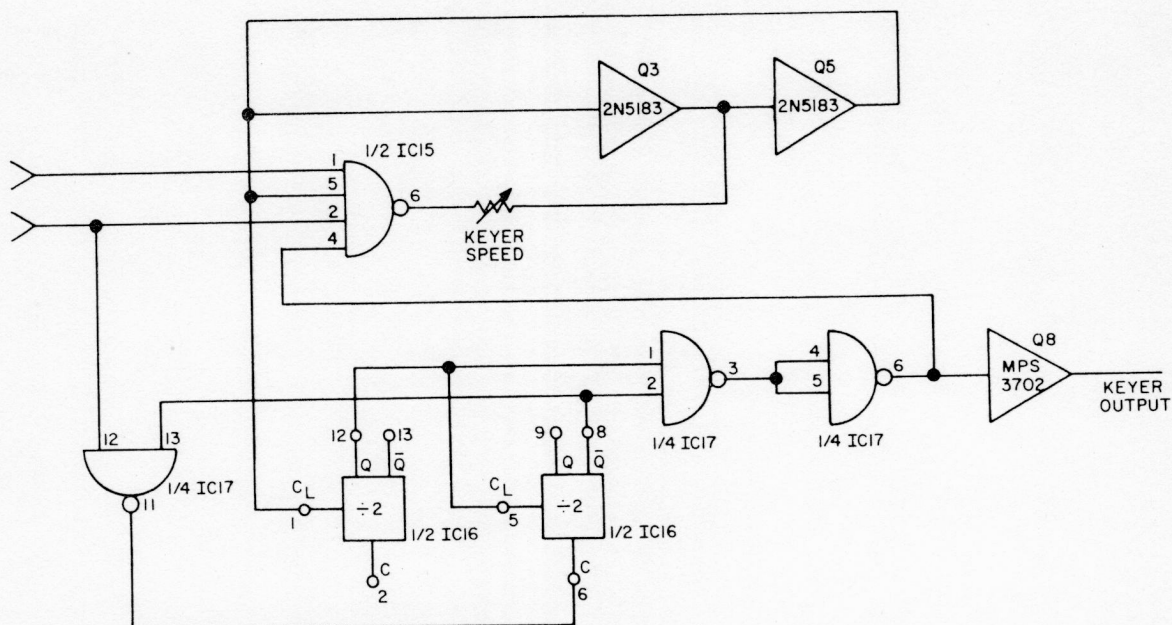 Q3
2N5183
Q5
2N5183
1/2 IC15
1
5
2
4
6
KEYER
SPEED
1
2
3
1/4 IC17
4
5
6
1/4 IC17
Q8
MPS
3702
KEYER
OUTPUT
12
13
11
1/4 IC17
12
13
Q
Q̅
CL
1
÷2
1/2 IC16
C
2
9
8
Q
Q̅
CL
5
÷2
1/2 IC16
C
6